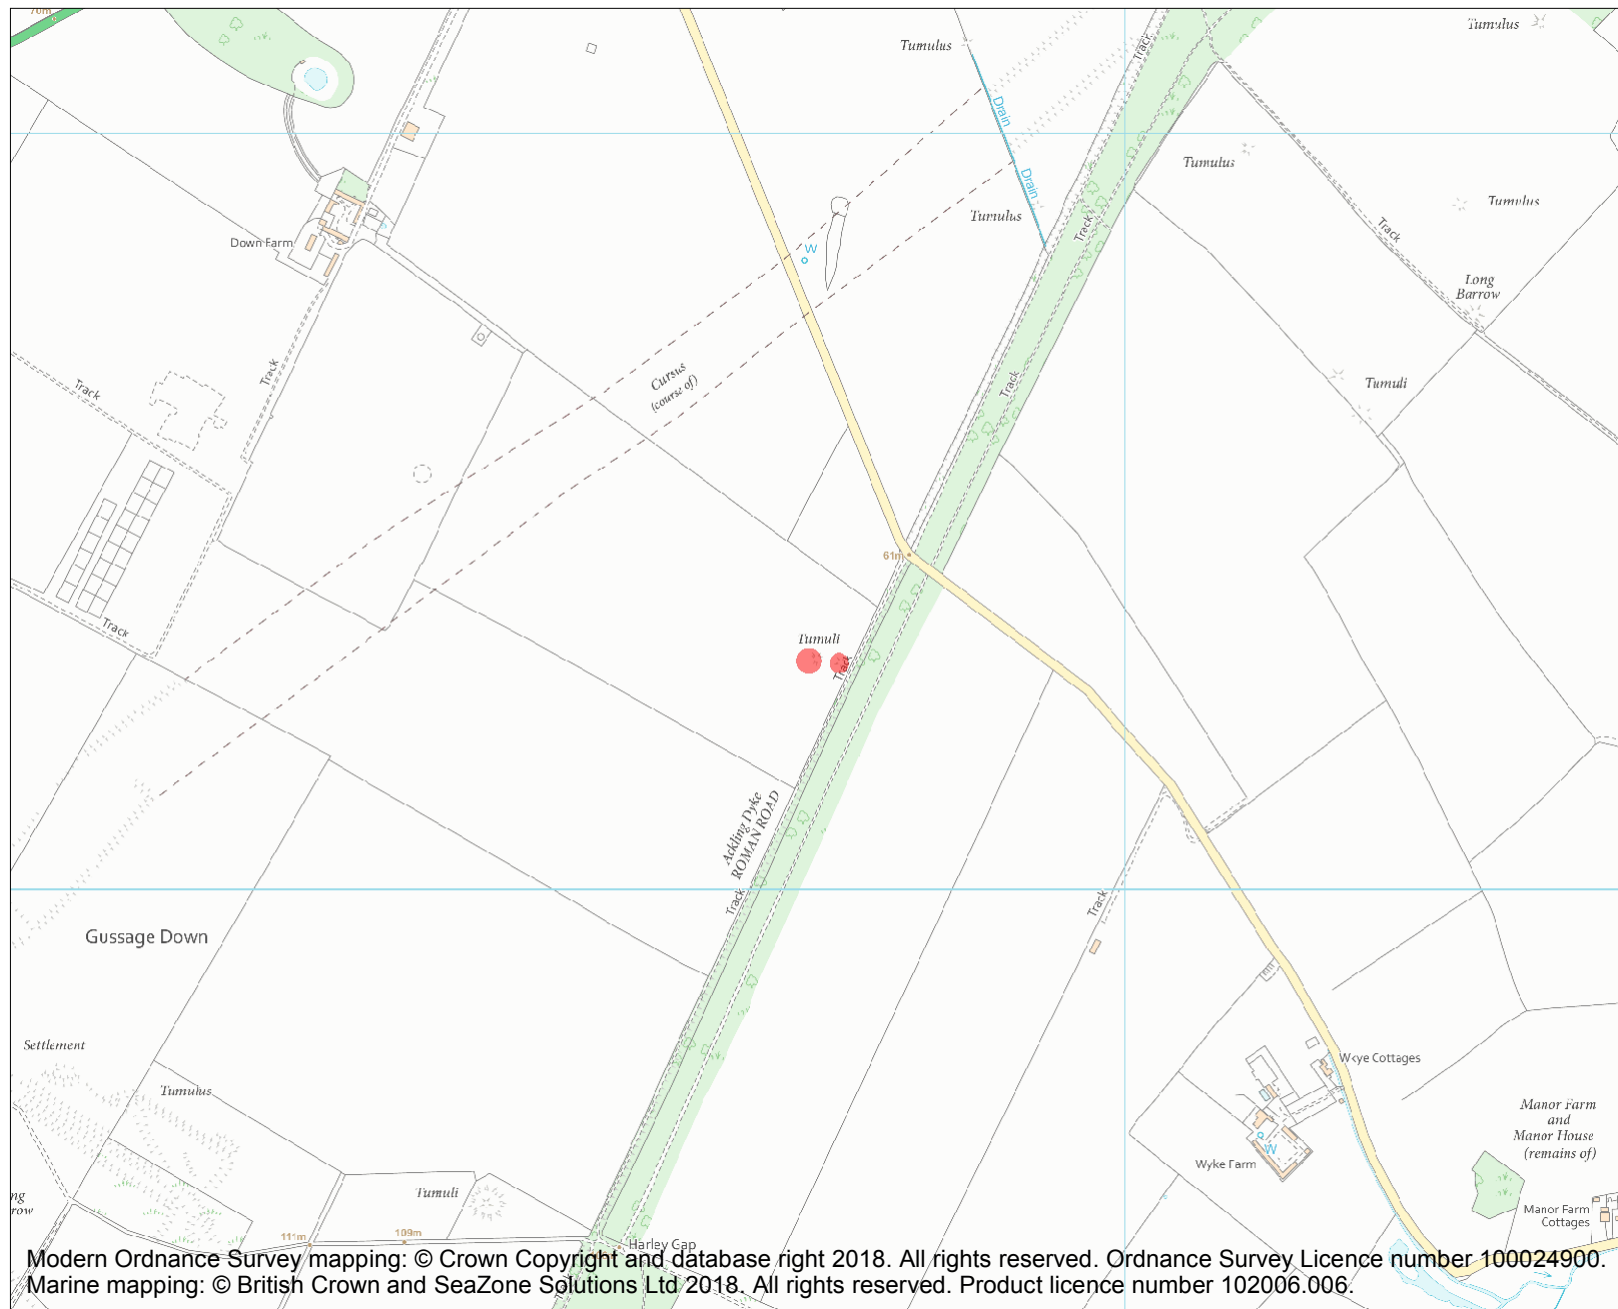 70m
Tumulus
Tumulus
Track
Drain
Tumulus
Drain
Tumulus
Tumulus
Track
Track
Down Farm
W
Long
Barrow
Track
Cursus
(course of)
Track
Track
Tumuli
61m
Track
Tumuli
Track
Ackling Dyke
ROMAN ROAD
Track
Track
Gussage Down
Settlement
Tumulus
Wkye Cottages
Manor Farm
and
Manor House
(remains of)
W
Wyke Farm
Tumuli
ng
row
Manor Farm
Cottages
111m
109m
Harley Gap
Modern Ordnance Survey mapping: © Crown Copyright and database right 2018. All rights reserved. Ordnance Survey Licence number 100024900.
Marine mapping: © British Crown and SeaZone Solutions Ltd 2018. All rights reserved. Product licence number 102006.006.